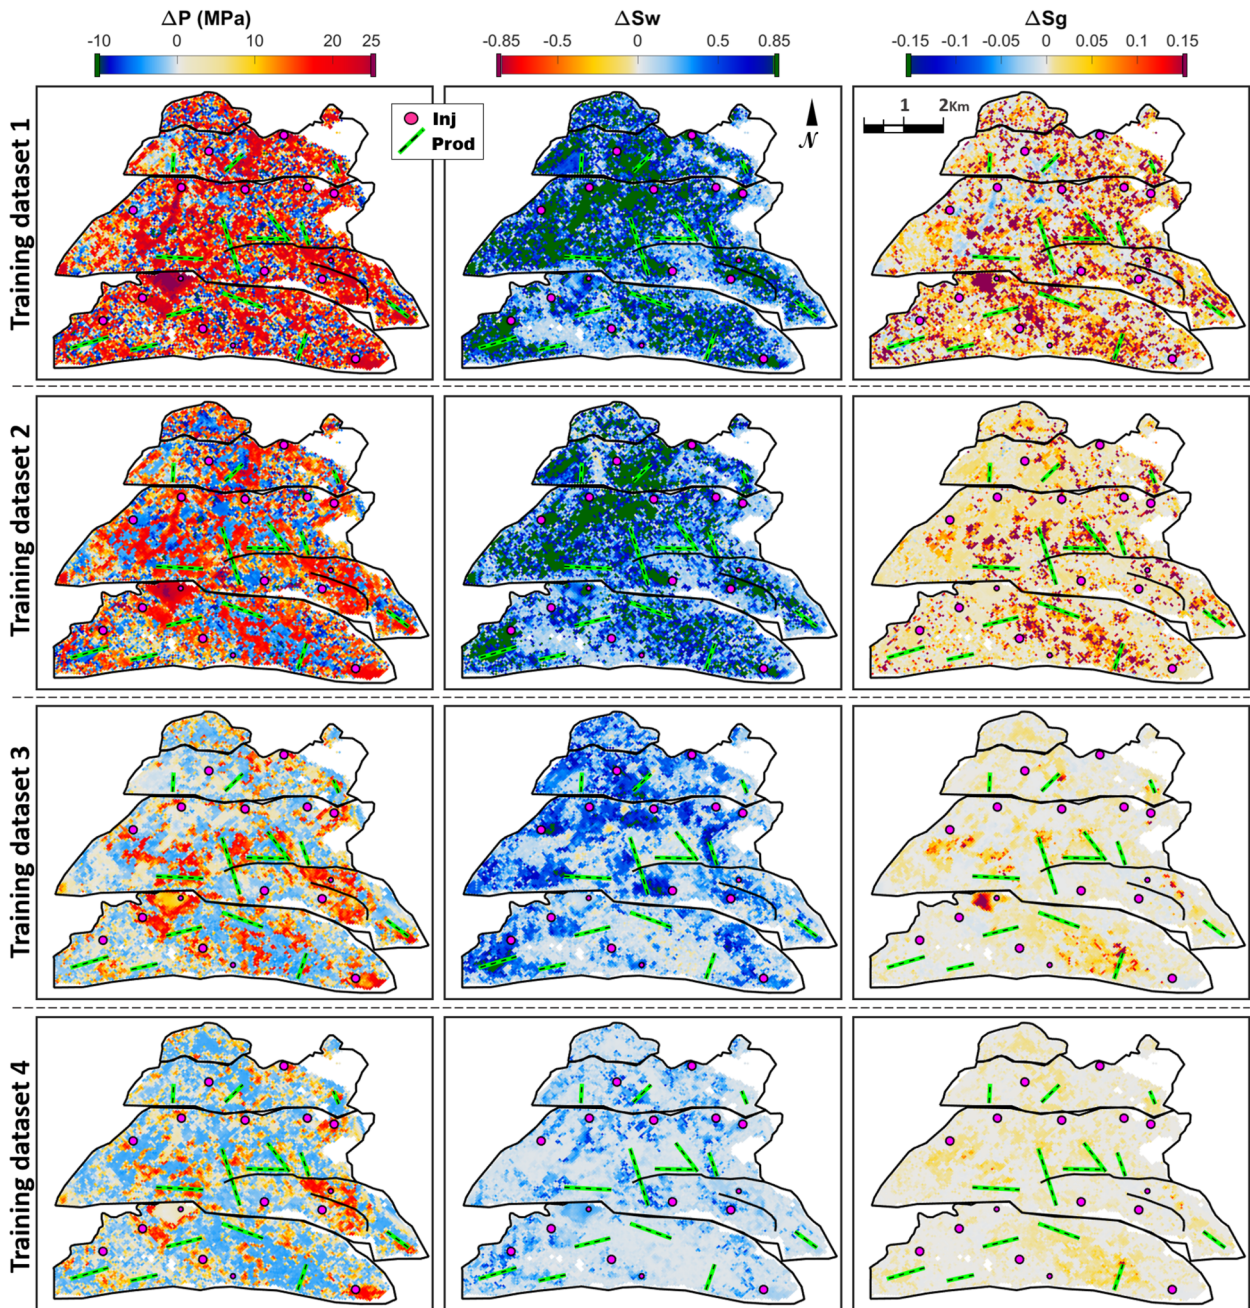 ΔP (MPa)
ΔSw
ΔSg
-10 0 10 20 25
-0.85 -0.5 0 0.5 0.85
-0.15 -0.1 -0.05 0 0.05 0.1 0.15
Training dataset 1
Inj
Prod
N
1 2Km
Training dataset 2
Training dataset 3
Training dataset 4